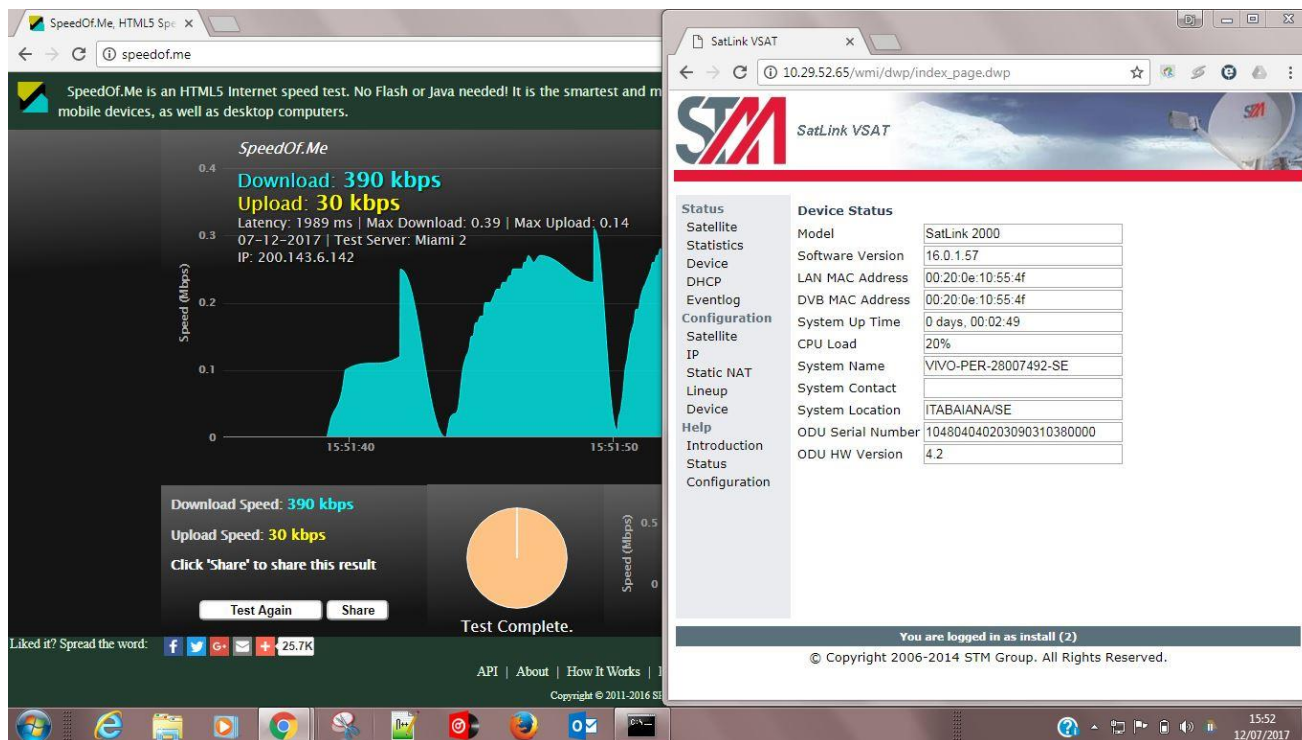 SpeedOf.Me, HTML5 Spe
speedof.me
SpeedOf.Me is an HTML5 Internet speed test. No Flash or Java needed! It is the smartest and m
mobile devices, as well as desktop computers.
SpeedOf.Me
Download: 390 kbps
Upload: 30 kbps
Latency: 1989 ms | Max Download: 0.39 | Max Upload: 0.14
07-12-2017 | Test Server: Miami 2
IP: 200.143.6.142
0.4
0.3
0.2
0.1
0
Speed (Mbps)
15:51:40
15:51:50
Download Speed: 390 kbps
Upload Speed: 30 kbps
Click 'Share' to share this result
Test Again
Share
Test Complete.
Speed (Mbps)
0.5
0
Liked it? Spread the word:
25.7K
API | About | How It Works |
Copyright © 2011-2016 
SatLink VSAT
10.29.52.65/wmi/dwp/index_page.dwp
STM
SatLink VSAT
STM
Status
Satellite
Statistics
Device
DHCP
Eventlog
Configuration
Satellite
IP
Static NAT
Lineup
Device
Help
Introduction
Status
Configuration
Device Status
Model SatLink 2000
Software Version 16.0.1.57
LAN MAC Address 00:20:0e:10:55:4f
DVB MAC Address 00:20:0e:10:55:4f
System Up Time 0 days, 00:02:49
CPU Load 20%
System Name VIVO-PER-28007492-SE
System Contact
System Location ITABAIANA/SE
ODU Serial Number 104804040203090310380000
ODU HW Version 4.2
You are logged in as install (2)
© Copyright 2006-2014 STM Group. All Rights Reserved.
15:52
12/07/2017